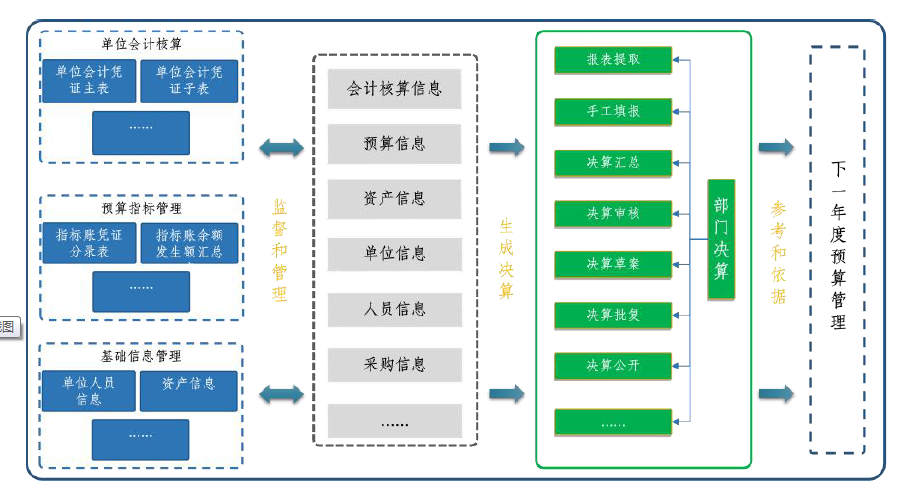 单位会计核算
单位会计凭
证主表
单位会计凭
证子表
……
预算指标管理
指标账凭证
分录表
指标账余额
发生额汇总
……
基础信息管理
单位人员
信息
资产信息
……
监督和管理
会计核算信息
预算信息
资产信息
单位信息
人员信息
采购信息
……
生成决算
报表提取
手工填报
决算汇总
决算审核
决算草案
决算批复
决算公开
……
部门决算
参考和依据
下一年度预算管理
图